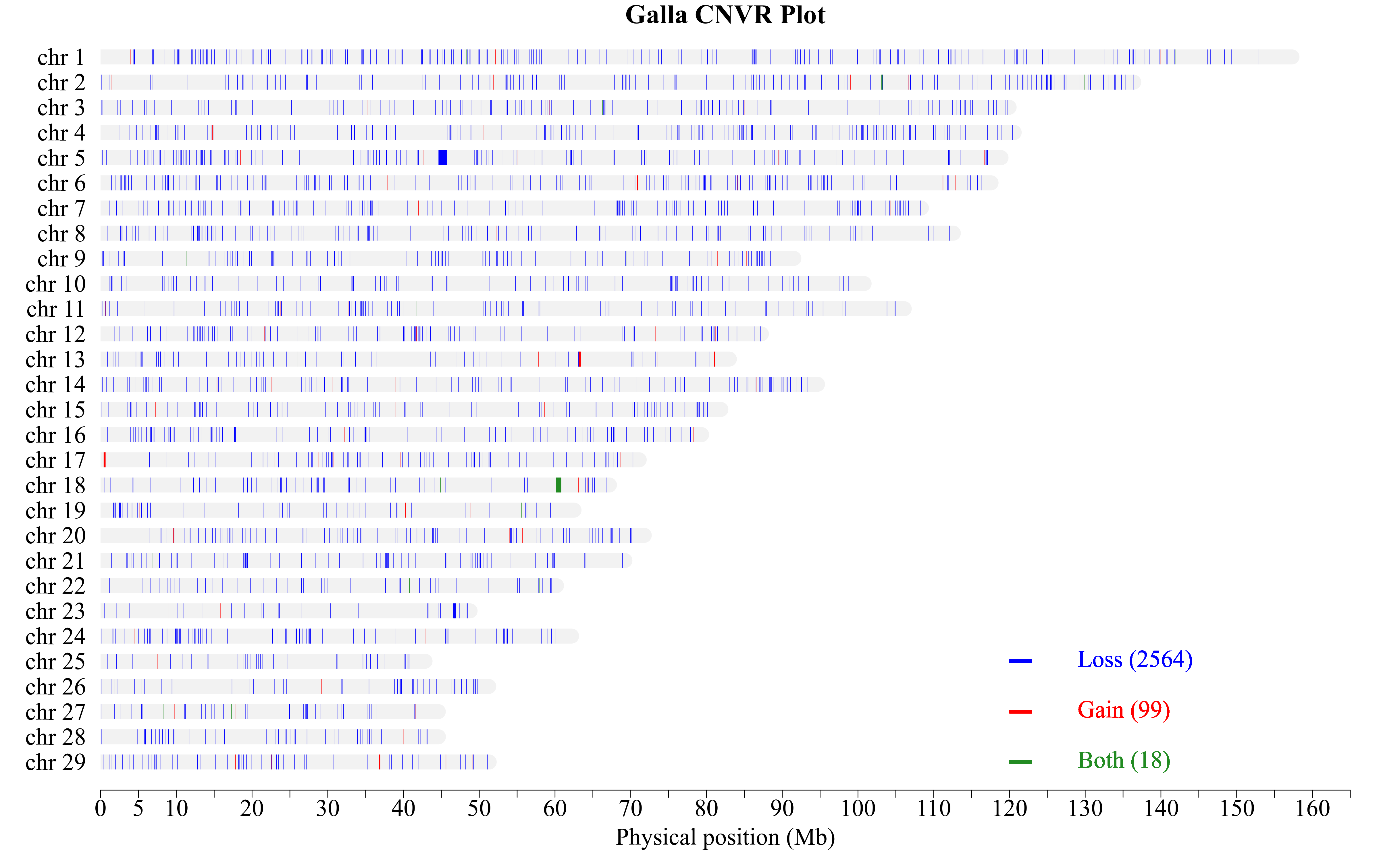 Galla CNVR Plot
chr 1
chr 2
chr 3
chr 4
chr 5
chr 6
chr 7
chr 8
chr 9
chr 10
chr 11
chr 12
chr 13
chr 14
chr 15
chr 16
chr 17
chr 18
chr 19
chr 20
chr 21
chr 22
chr 23
chr 24
chr 25
chr 26
chr 27
chr 28
chr 29
Loss (2564)
Gain (99)
Both (18)
0 5 10 20 30 40 50 60 70 80 90 100 110 120 130 140 150 160
Physical position (Mb)